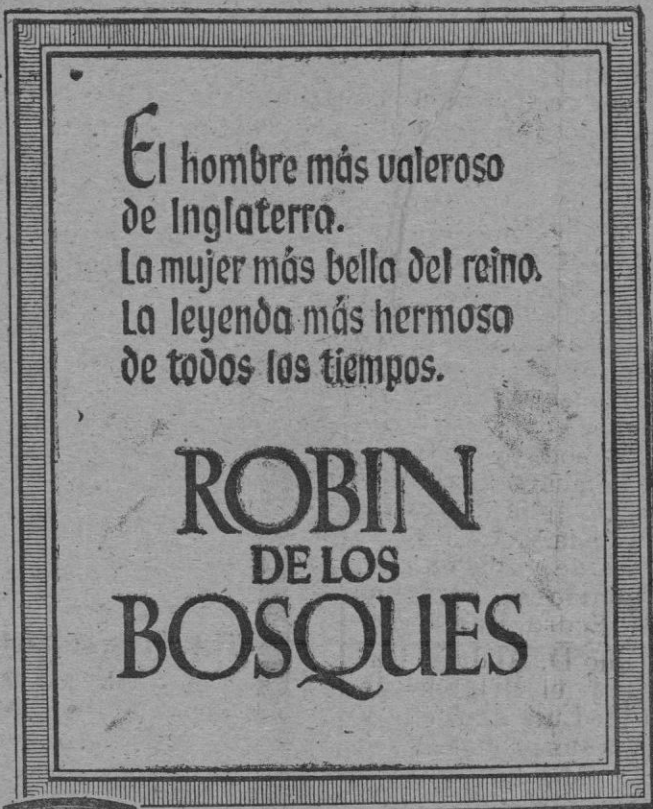 El hombre más valeroso
de Inglaterra.
La mujer más bella del reino.
La leyenda más hermosa
de todos los tiempos.
ROBIN
DE LOS
BOSQUES